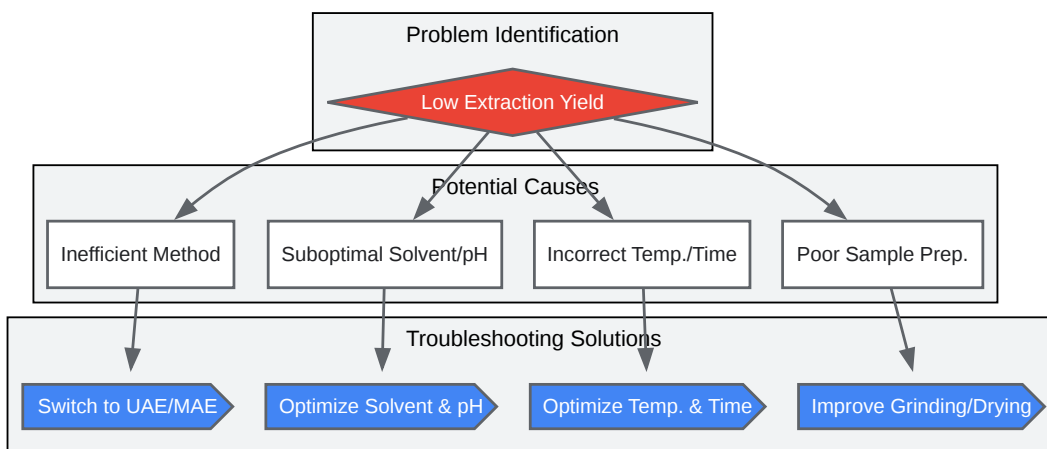 Problem Identification
Low Extraction Yield
Potential Causes
Inefficient Method
Suboptimal Solvent/pH
Incorrect Temp./Time
Poor Sample Prep.
Troubleshooting Solutions
Switch to UAE/MAE
Optimize Solvent & pH
Optimize Temp. & Time
Improve Grinding/Drying